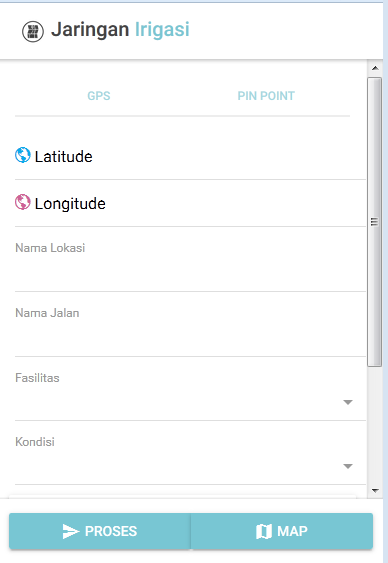 Jaringan Irigasi
GPS PIN POINT
Latitude
Longitude
Nama Lokasi
Nama Jalan
Fasilitas
Kondisi
PROSES MAP